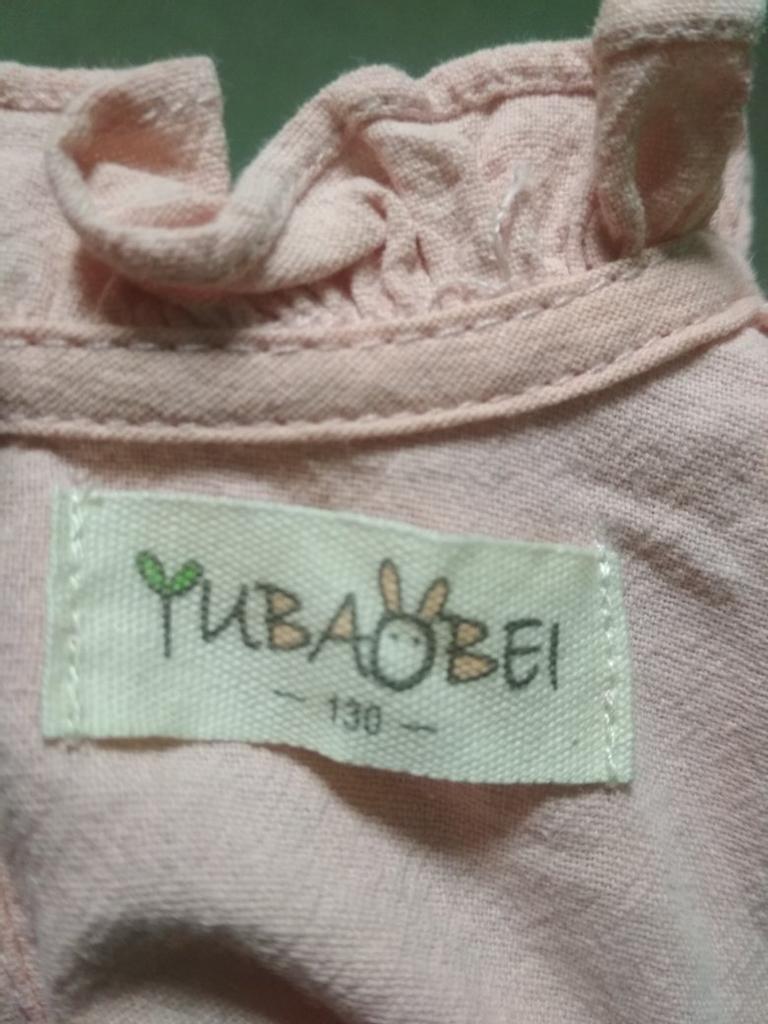 YUBAOBEI
— 130 —